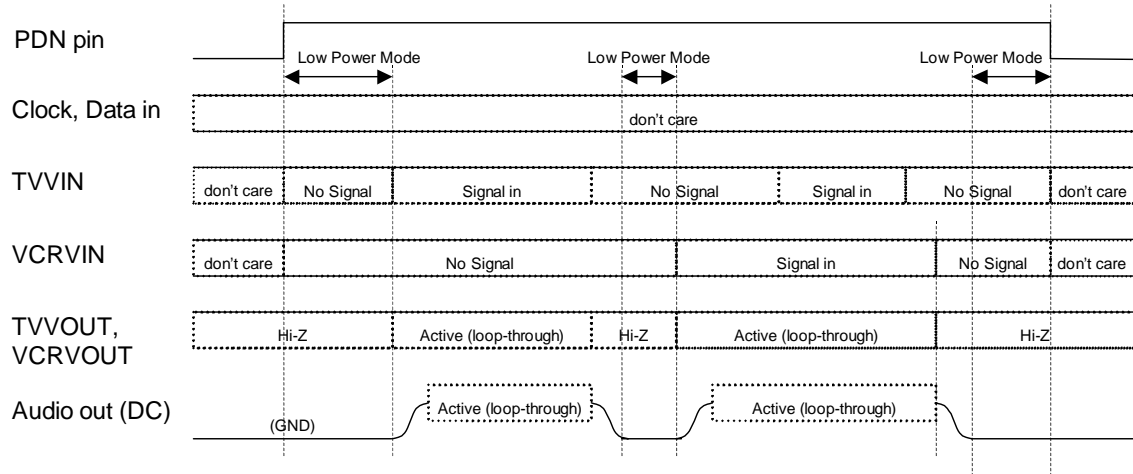 PDN pin
Low Power Mode Low Power Mode Low Power Mode
Clock, Data in don't care
TVVIN don't care No Signal Signal in No Signal Signal in No Signal don't care
VCRVIN don't care No Signal Signal in No Signal don't care
TVVOUT,
VCRVOUT Hi-Z Active (loop-through) Hi-Z Active (loop-through) Hi-Z
Audio out (DC) Active (loop-through) Active (loop-through)
(GND)